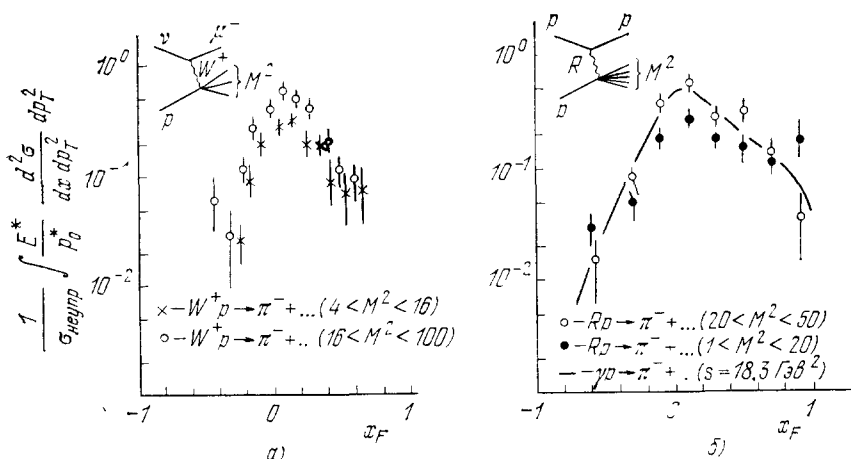 ν μ⁻
W⁺ } M²
p
10⁰
10⁻¹
10⁻²
1/σнеупр ∫ E*/p₀* d²σ/dx dp_T² dp_T²
×–W⁺p→π⁻+...(4<M²<16)
○–W⁺p→π⁻+..(16<M²<100)
-1 0 1
x_F
а)
p p
R } M²
p
10⁰
10⁻¹
10⁻²
○–Rp→π⁻+...(20<M²<50)
●–Rp→π⁻+...(1<M²<20)
— –γp→π⁻+ . (s=18,3 Гэв²)
-1 0 1
x_F
б)